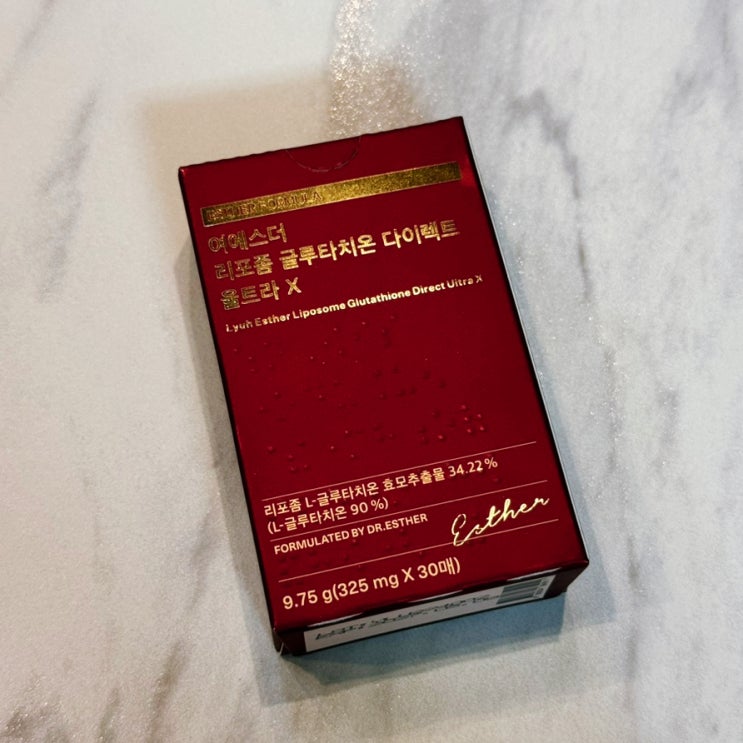 ESTHER FORMULA
여에스더
리포좀 글루타치온 다이렉트
울트라 X
Lyuh Esther Liposome Glutathione Direct Ultra X
리포좀 L-글루타치온 효모추출물 34.22%
(L-글루타치온 90%)
FORMULATED BY DR.ESTHER
Esther
9.75 g(325 mg X 30매)